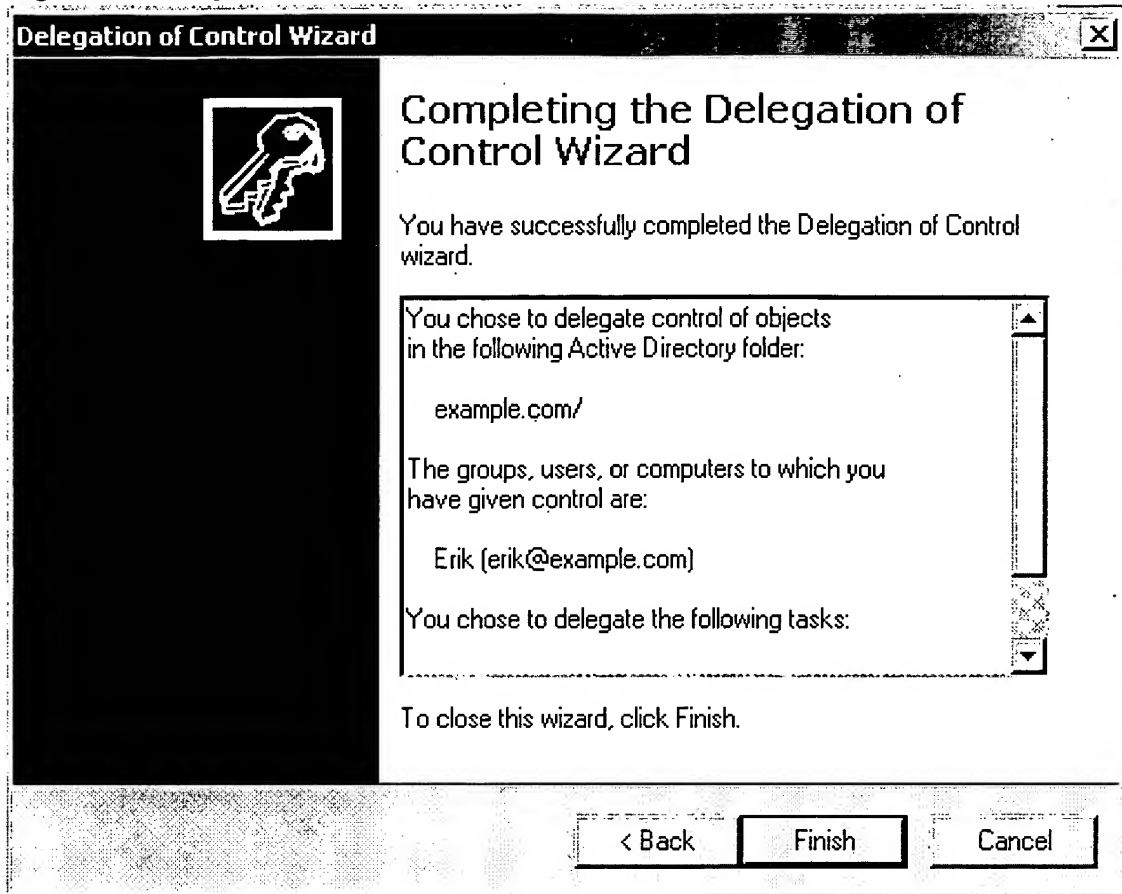 Delegation of Control Wizard
Completing the Delegation of
Control Wizard
You have successfully completed the Delegation of Control
wizard.
You chose to delegate control of objects
in the following Active Directory folder:
example.com/
The groups, users, or computers to which you
have given control are:
Erik (erik@example.com)
You chose to delegate the following tasks:
To close this wizard, click Finish.
< Back Finish Cancel